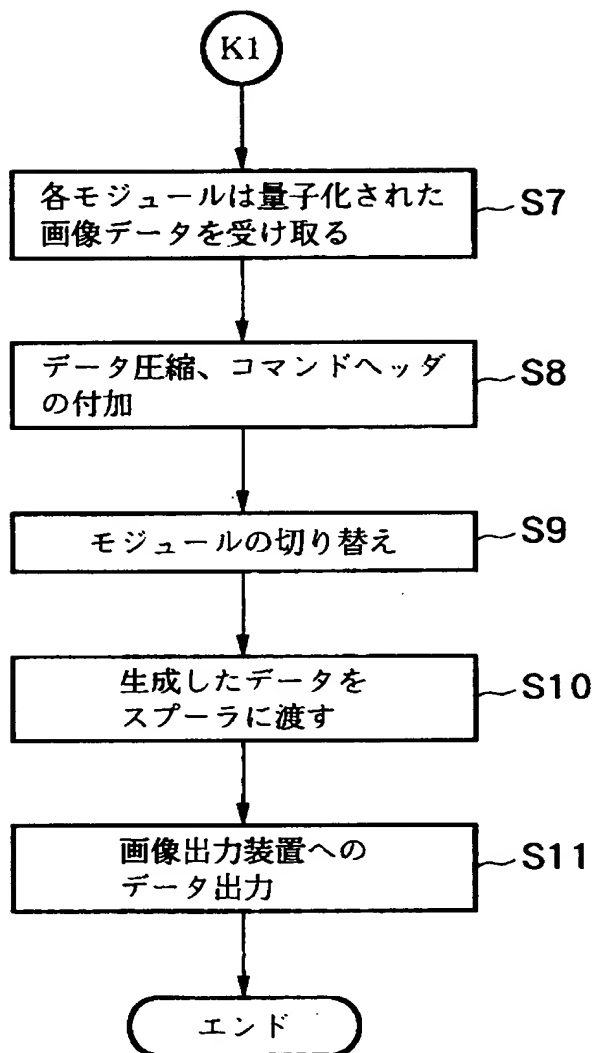 K1
各モジュールは量子化された
画像データを受け取る
S7
データ圧縮、コマンドヘッダ
の付加
S8
モジュールの切り替え
S9
生成したデータを
スプーラに渡す
S10
画像出力装置への
データ出力
S11
エンド